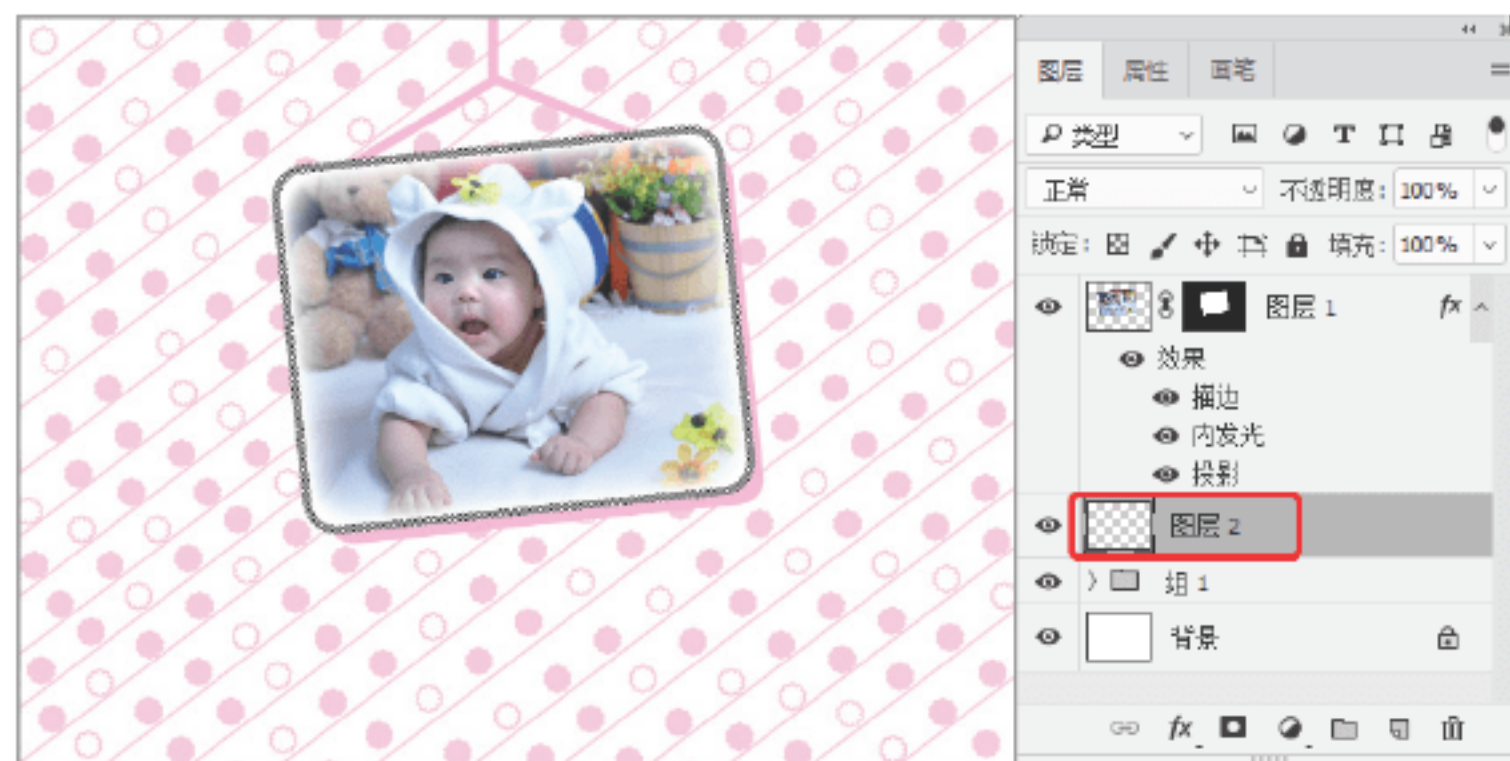 图层 属性 画笔
类型 T
正常 不透明度: 100%
锁定: 填充: 100%
图层 1 fx
效果
描边
内发光
投影
图层 2
组 1
背景
fx